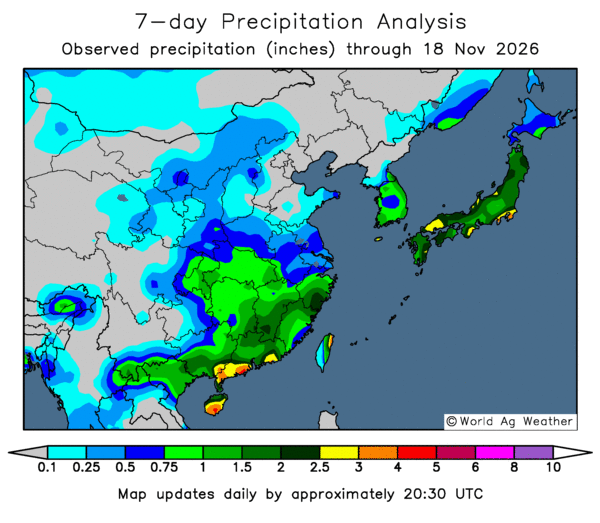 7-day Precipitation Analysis
Observed precipitation (inches) through 18 Nov 2026
© World Ag Weather
0.1 0.25 0.5 0.75 1 1.5 2 2.5 3 4 5 6 8 10
Map updates daily by approximately 20:30 UTC